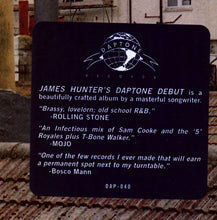 DAPTONE
RECORDS
JAMES HUNTER'S DAPTONE DEBUT is a
beautifully crafted album by a masterful songwriter.
"Brassy, lovelorn; old school R&B."
-ROLLING STONE
"An Infectious mix of Sam Cooke and the '5'
Royales plus T-Bone Walker."
-MOJO
"One of the few records I ever made that will earn
a permanent spot next to my turntable."
-Bosco Mann
DAP-040